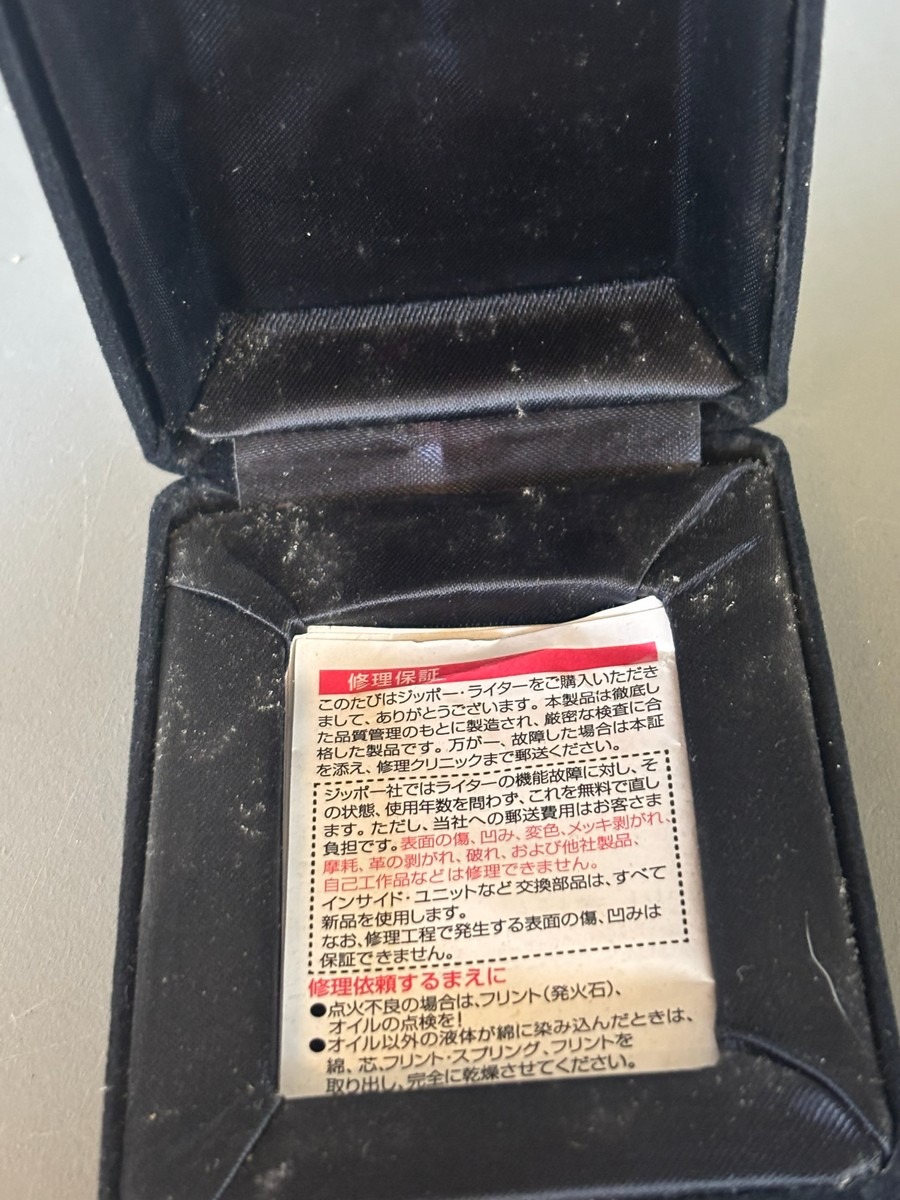 修理保証
このたびはジッポー・ライターをご購入いただき
まして、ありがとうございます。本製品は徹底し
た品質管理のもとに製造され、厳密な検査に合
格した製品です。万が一、故障した場合は本証
を添え、修理クリニックまで郵送ください。
ジッポー社ではライターの機能故障に対し、そ
の状態、使用年数を問わず、これを無料で直し
ます。ただし、当社への郵送費用はお客さま
負担です。表面の傷、凹み、変色、メッキ剥がれ、
摩耗、革の剥がれ、破れ、および他社製品、
自己工作品などは修理できません。
インサイド・ユニットなど交換部品は、すべて
新品を使用します。
なお、修理工程で発生する表面の傷、凹みは
保証できません。
修理依頼するまえに
●点火不良の場合は、フリント(発火石)、
オイルの点検を!
●オイル以外の液体が綿に染み込んだときは、
綿、芯、フリント・スプリング、フリントを
取り出し、完全に乾燥させてください。